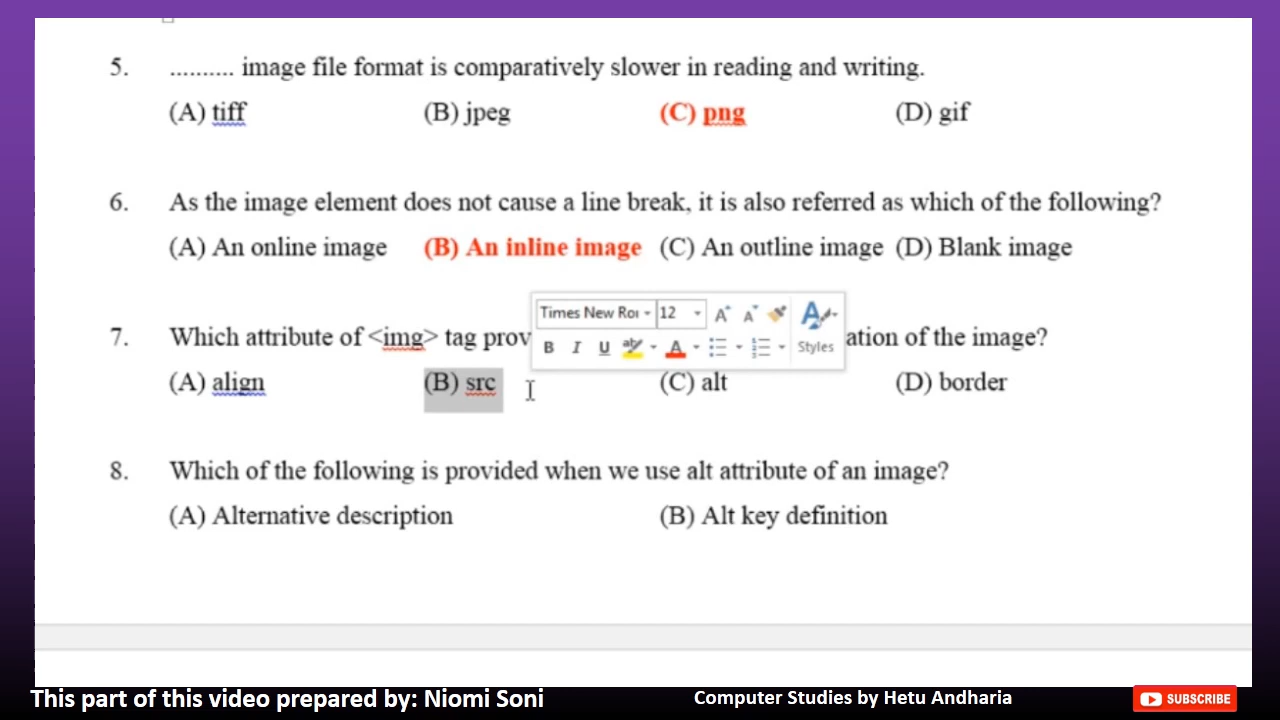 5. .......... image file format is comparatively slower in reading and writing.
(A) tiff (B) jpeg (C) png (D) gif
6. As the image element does not cause a line break, it is also referred as which of the following?
(A) An online image (B) An inline image (C) An outline image (D) Blank image
Times New Ro 12 A A A
7. Which attribute of <img> tag prov ation of the image?
B I U aby A Styles
(A) align (B) src (C) alt (D) border
8. Which of the following is provided when we use alt attribute of an image?
(A) Alternative description (B) Alt key definition
This part of this video prepared by: Niomi Soni Computer Studies by Hetu Andharia SUBSCRIBE